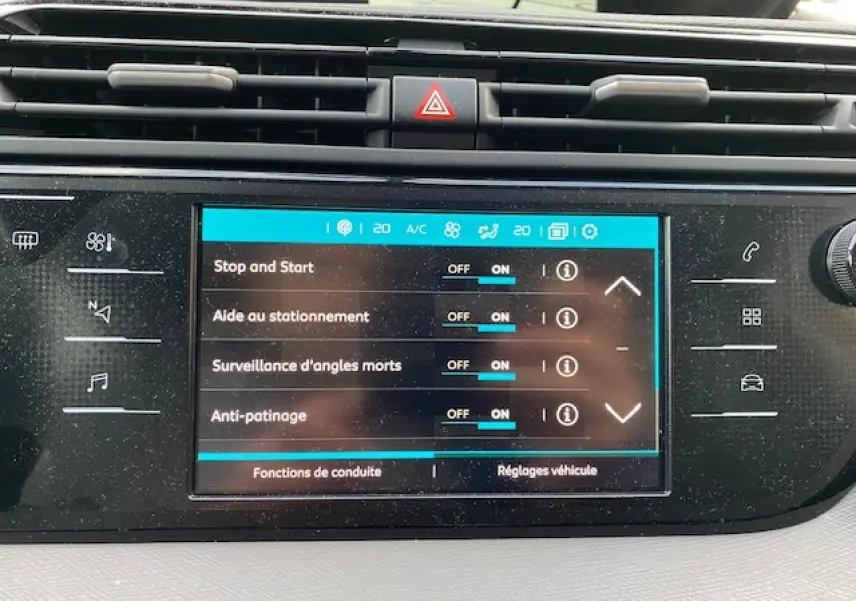 20 A/C 20
N
Stop and Start OFF ON
Aide au stationnement OFF ON
Surveillance d'angles morts OFF ON
Anti-patinage OFF ON
Fonctions de conduite Réglages véhicule